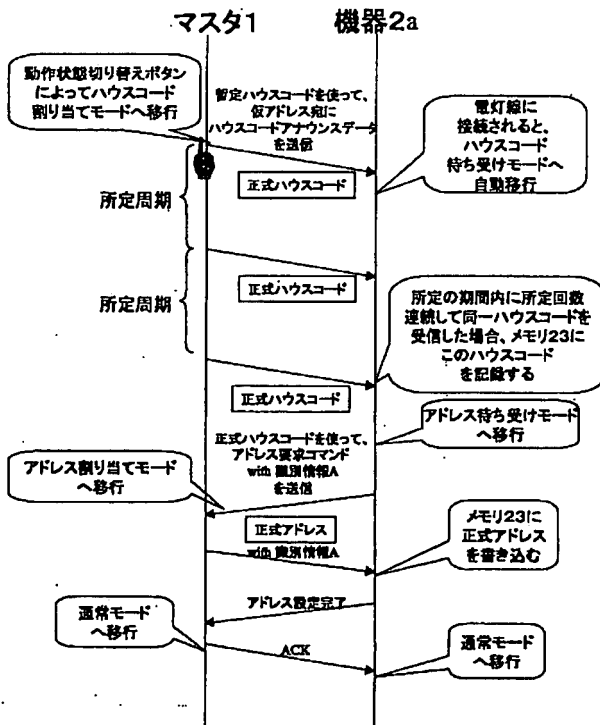 マスタ1
機器2a
動作状態切り替えボタン
によってハウスコード
割り当てモードへ移行
暫定ハウスコードを使って、
仮アドレス宛に
ハウスコードアナウンスデータ
を送信
電灯線に
接続されると、
ハウスコード
待ち受けモードへ
自動移行
正式ハウスコード
所定周期
正式ハウスコード
所定周期
所定の期間内に所定回数
連続して同一ハウスコードを
受信した場合、メモリ23に
このハウスコード
を記録する
正式ハウスコード
アドレス待ち受けモード
へ移行
正式ハウスコードを使って、
アドレス要求コマンド
with 識別情報A
を送信
アドレス割り当てモード
へ移行
正式アドレス
with 識別情報A
メモリ23に
正式アドレス
を書き込む
アドレス設定完了
通常モード
へ移行
ACK
通常モード
へ移行